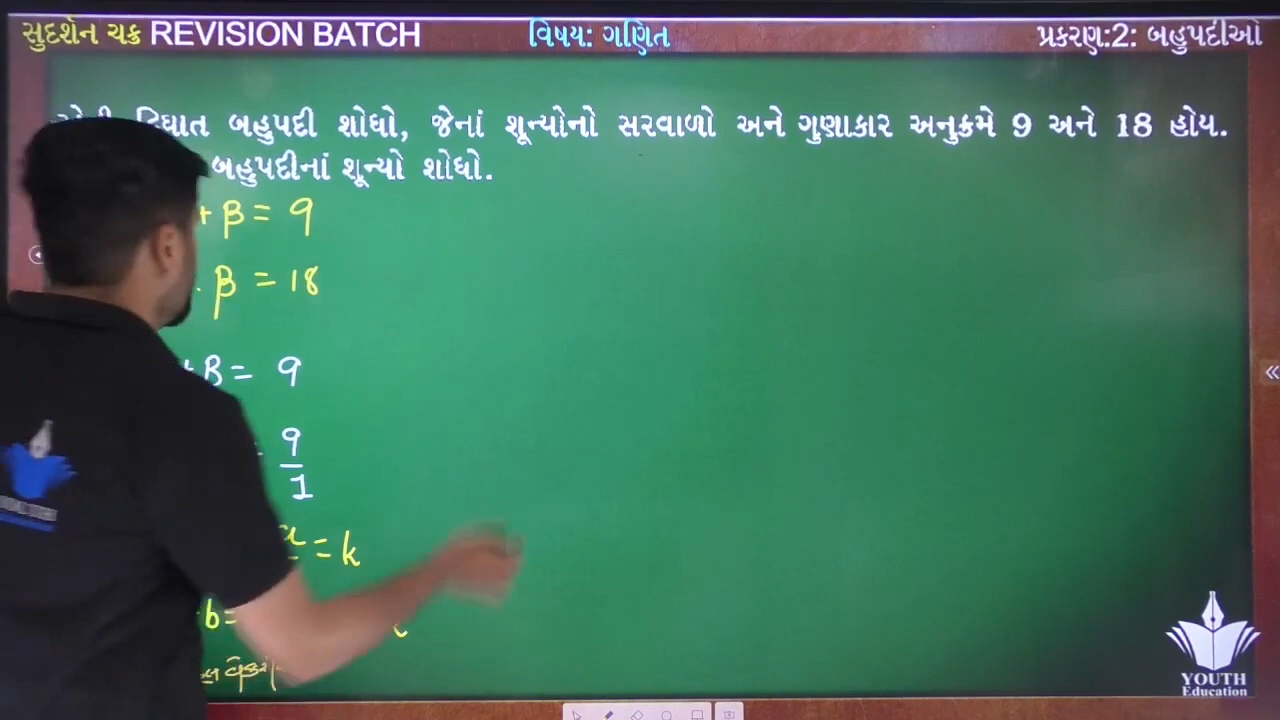 સુદર્શન ચક્ર REVISION BATCH
વિષય: ગણિત
પ્રકરણ:2: બહુપદીઓ
બહુપદી શોધો, જેનાં શૂન્યોનો સરવાળો અને ગુણાકાર અનુક્રમે 9 અને 18 હોય.
બહુપદીનાં શૂન્યો શોધો.
+ β = 9
. β = 18
+ β = 9
9
1
= k
b =
YOUTH
Education